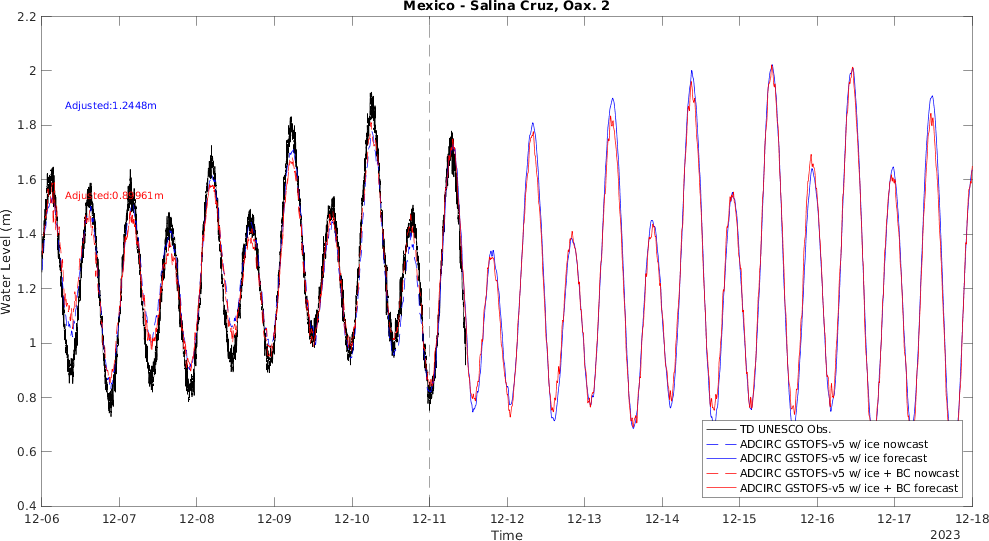 Mexico - Salina Cruz, Oax. 2
2.2
2
1.8
1.6
1.4
1.2
1
0.8
0.6
0.4
Water Level (m)
Adjusted:1.2448m
TD UNESCO Obs.
ADCIRC GSTOFS-v5 w/ ice nowcast
ADCIRC GSTOFS-v5 w/ ice forecast
ADCIRC GSTOFS-v5 w/ ice + BC nowcast
ADCIRC GSTOFS-v5 w/ ice + BC forecast
12-06 12-07 12-08 12-09 12-10 12-11 12-12 12-13 12-14 12-15 12-16 12-17 12-18
Time
2023